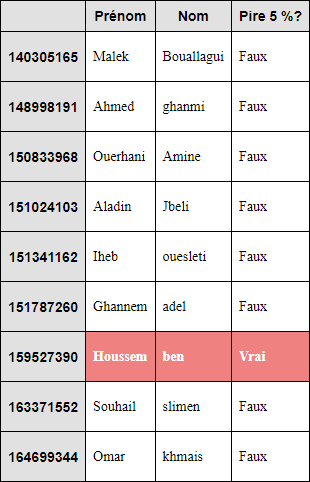 Prénom Nom Pire 5 %?
140305165 Malek Bouallagui Faux
148998191 Ahmed ghanmi Faux
150833968 Ouerhani Amine Faux
151024103 Aladin Jbeli Faux
151341162 Iheb ouesleti Faux
151787260 Ghannem adel Faux
159527390 Houssem ben Vrai
163371552 Souhail slimen Faux
164699344 Omar khmais Faux